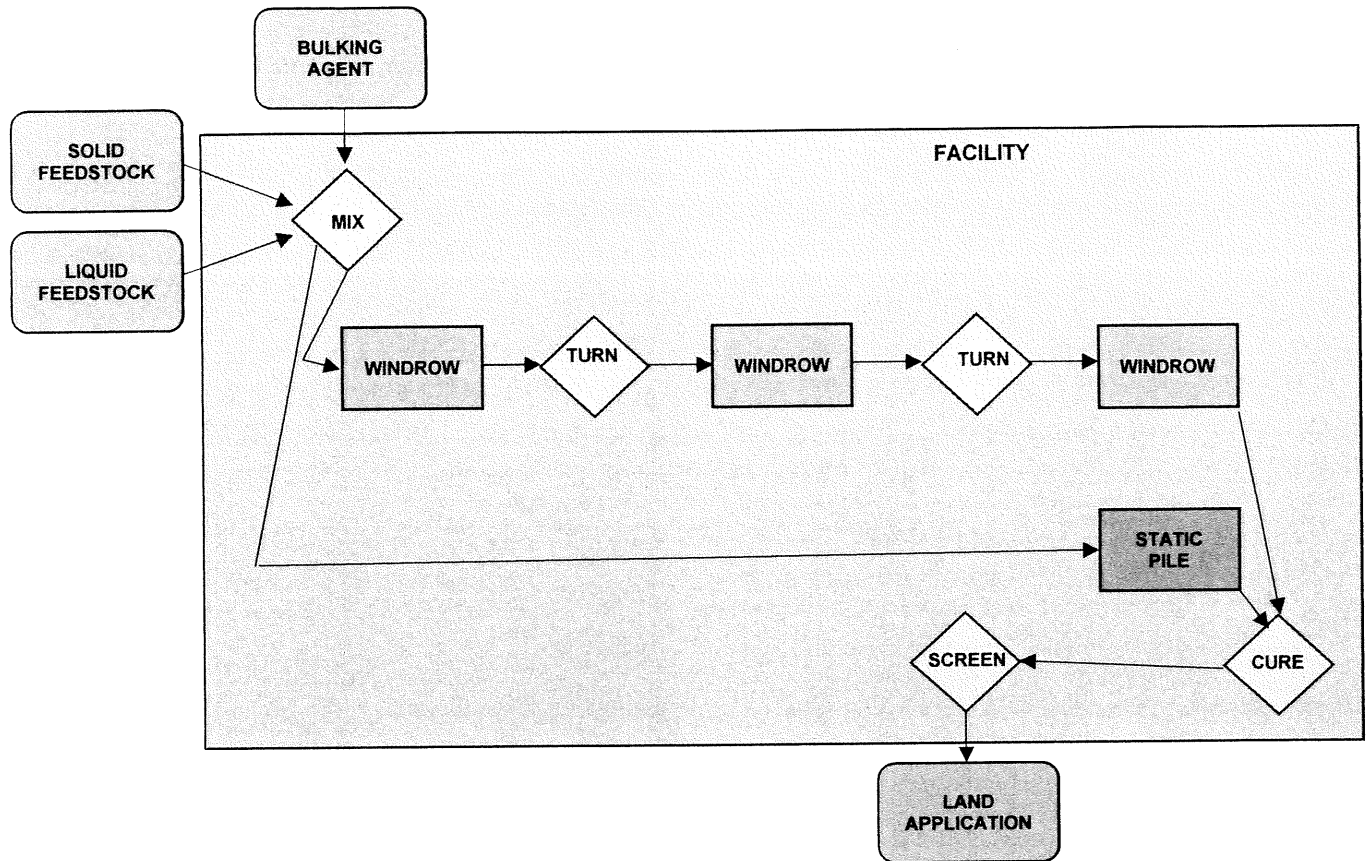 BULKING
AGENT
SOLID
FEEDSTOCK
FACILITY
MIX
LIQUID
FEEDSTOCK
WINDROW
TURN
WINDROW
TURN
WINDROW
STATIC
PILE
SCREEN
CURE
LAND
APPLICATION